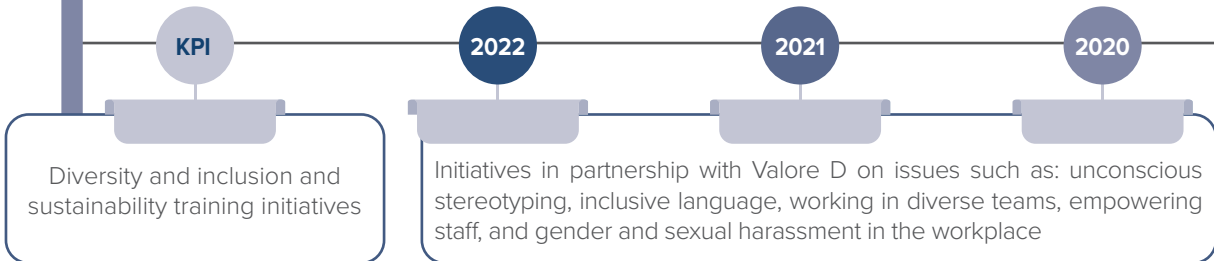 KPI
2022
2021
2020
Diversity and inclusion and
sustainability training initiatives
Initiatives in partnership with Valore D on issues such as: unconscious
stereotyping, inclusive language, working in diverse teams, empowering
staff, and gender and sexual harassment in the workplace